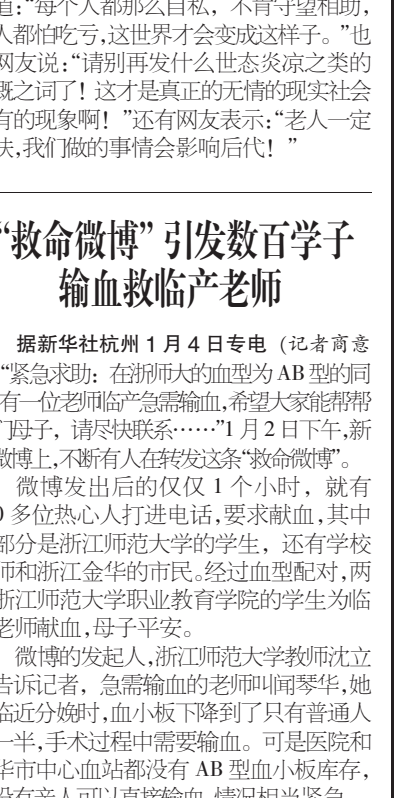 道：“每个人都那么自私，不肯守望相助，
人都怕吃亏，这世界才会变成这样子。”也
网友说：“请别再发什么世态炎凉之类的
慨之词了！这才是真正的无情的现实社会
有的现象啊！”还有网友表示：“老人一定
扶，我们做的事情会影响后代！”
“救命微博”引发数百学子
输血救临产老师
据新华社杭州1月4日专电（记者商意
“紧急求助：在浙师大的血型为AB型的同
有一位老师临产急需输血，希望大家能帮帮
们母子，请尽快联系……”1月2日下午，新
微博上，不断有人在转发这条“救命微博”。
微博发出后的仅仅1个小时，就有
0多位热心人打进电话，要求献血，其中
部分是浙江师范大学的学生，还有学校
师和浙江金华的市民。经过血型配对，两
浙江师范大学职业教育学院的学生为临
老师献血，母子平安。
微博的发起人，浙江师范大学教师沈立
告诉记者，急需输血的老师叫闻琴华，她
临近分娩时，血小板下降到了只有普通人
一半，手术过程中需要输血。可是医院和
华市中心血站都没有AB型血小板库存，
没有亲人可以直接输血，情况相当紧急。